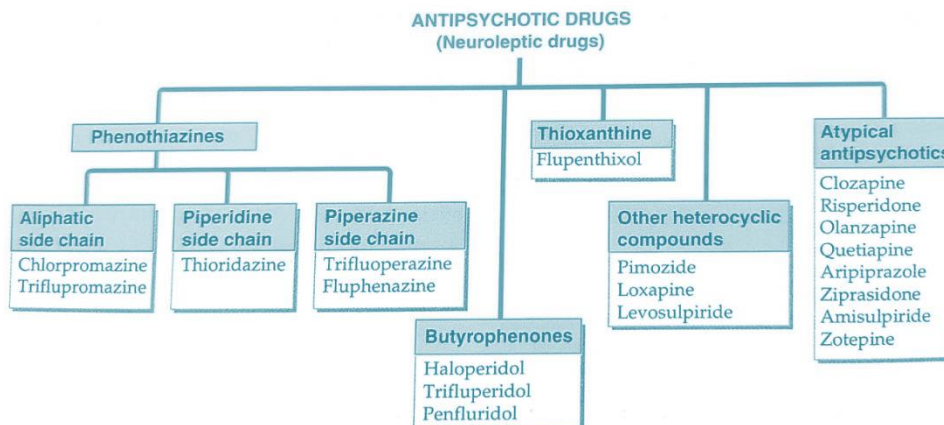 ANTIPSYCHOTIC DRUGS
(Neuroleptic drugs)
Phenothiazines
Aliphatic
side chain
Chlorpromazine
Triflupromazine
Piperidine
side chain
Thioridazine
Piperazine
side chain
Trifluoperazine
Fluphenazine
Butyrophenones
Haloperidol
Trifluperidol
Penfluridol
Thioxanthine
Flupenthixol
Other heterocyclic
compounds
Pimozide
Loxapine
Levosulpiride
Atypical
antipsychotics
Clozapine
Risperidone
Olanzapine
Quetiapine
Aripiprazole
Ziprasidone
Amisulpiride
Zotepine